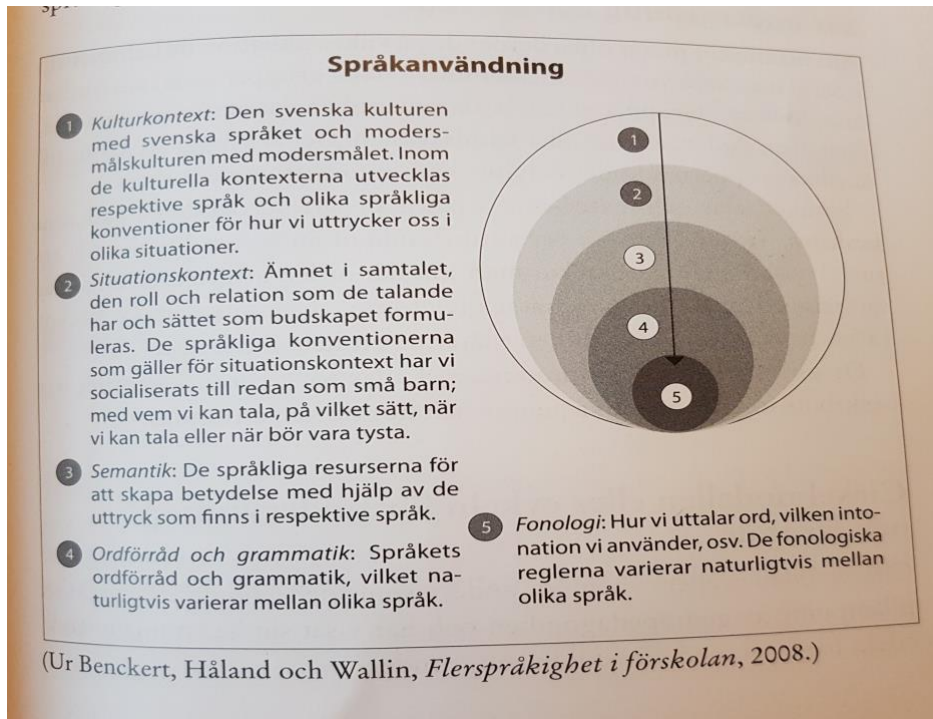 Språkanvändning
1 Kulturkontext: Den svenska kulturen
med svenska språket och moders-
målskulturen med modersmålet. Inom
de kulturella kontexterna utvecklas
respektive språk och olika språkliga
konventioner för hur vi uttrycker oss i
olika situationer.
2 Situationskontext: Ämnet i samtalet,
den roll och relation som de talande
har och sättet som budskapet formu-
leras. De språkliga konventionerna
som gäller för situationskontext har vi
socialiserats till redan som små barn;
med vem vi kan tala, på vilket sätt, när
vi kan tala eller när bör vara tysta.
3 Semantik: De språkliga resurserna för
att skapa betydelse med hjälp av de
uttryck som finns i respektive språk.
4 Ordförråd och grammatik: Språkets
ordförråd och grammatik, vilket na-
turligtvis varierar mellan olika språk.
1
2
3
4
5
5 Fonologi: Hur vi uttalar ord, vilken into-
nation vi använder, osv. De fonologiska
reglerna varierar naturligtvis mellan
olika språk.
(Ur Benckert, Håland och Wallin, Flerspråkighet i förskolan, 2008.)